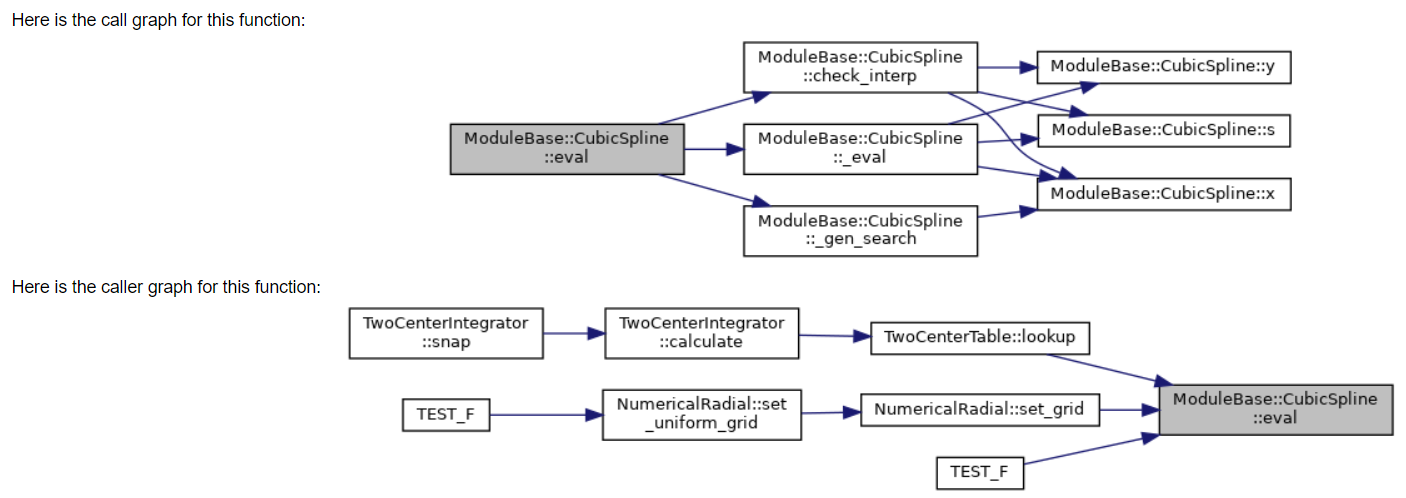 Here is the call graph for this function:
ModuleBase::CubicSpline
::check_interp
ModuleBase::CubicSpline::y
ModuleBase::CubicSpline
::eval
ModuleBase::CubicSpline
::_eval
ModuleBase::CubicSpline::s
ModuleBase::CubicSpline::x
ModuleBase::CubicSpline
::_gen_search
Here is the caller graph for this function:
TwoCenterIntegrator
::snap
TwoCenterIntegrator
::calculate
TwoCenterTable::lookup
TEST_F
NumericalRadial::set
_uniform_grid
NumericalRadial::set_grid
ModuleBase::CubicSpline
::eval
TEST_F